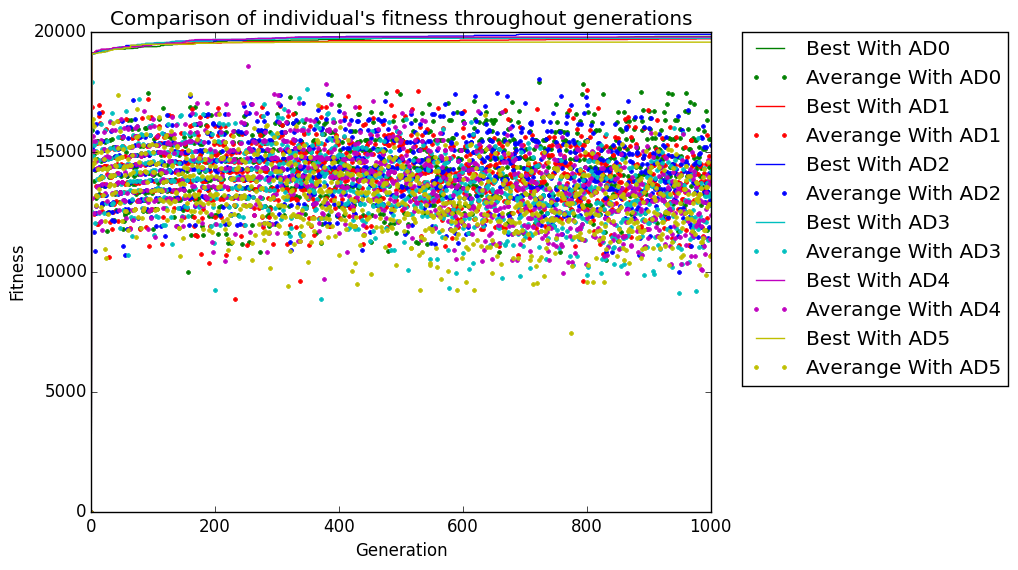 Comparison of individual's fitness throughout generations
20000
15000
10000
5000
0
Fitness
0 200 400 600 800 1000
Generation
Best With AD0
Averange With AD0
Best With AD1
Averange With AD1
Best With AD2
Averange With AD2
Best With AD3
Averange With AD3
Best With AD4
Averange With AD4
Best With AD5
Averange With AD5